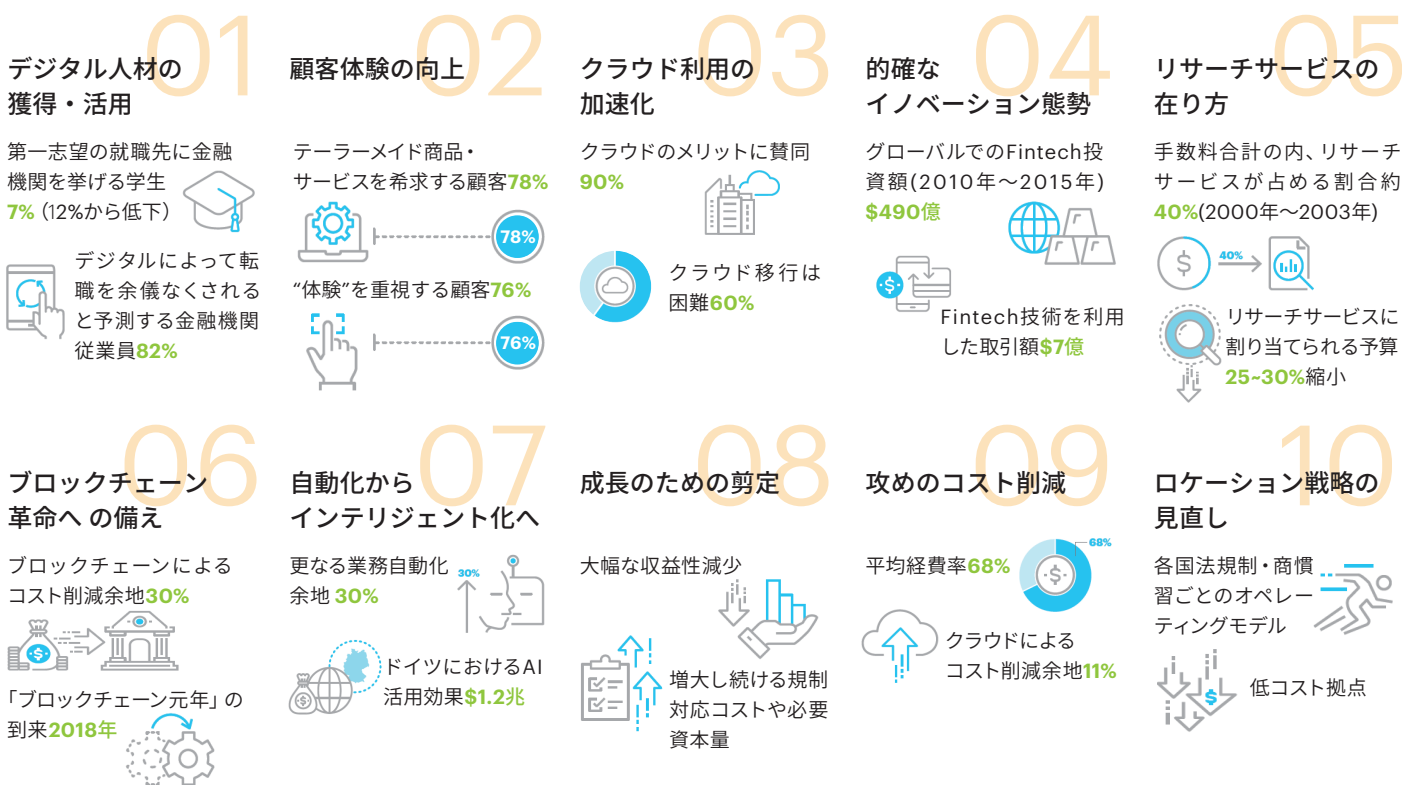 01
デジタル人材の
獲得・活用
第一志望の就職先に金融
機関を挙げる学生
7% (12%から低下)
デジタルによって転
職を余儀なくされる
と予測する金融機関
従業員82%
02
顧客体験の向上
テーラーメイド商品・
サービスを希求する顧客78%
78%
“体験”を重視する顧客76%
76%
03
クラウド利用の
加速化
クラウドのメリットに賛同
90%
クラウド移行は
困難60%
04
的確な
イノベーション態勢
グローバルでのFintech投
資額(2010年～2015年)
$490億
$
Fintech技術を利用
した取引額$7億
05
リサーチサービスの
在り方
手数料合計の内、リサーチ
サービスが占める割合約
40%(2000年～2003年)
$
40%
リサーチサービスに
割り当てられる予算
25~30%縮小
06
ブロックチェーン
革命へ の備え
ブロックチェーンによる
コスト削減余地30%
$
「ブロックチェーン元年」の
到来2018年
07
自動化から
インテリジェント化へ
更なる業務自動化
余地 30%
30%
ドイツにおけるAI
活用効果$1.2兆
$
08
成長のための剪定
大幅な収益性減少
増大し続ける規制
対応コストや必要
資本量
09
攻めのコスト削減
平均経費率68%
68%
$
クラウドによる
コスト削減余地11%
10
ロケーション戦略の
見直し
各国法規制・商慣
習ごとのオペレー
ティングモデル
$
低コスト拠点